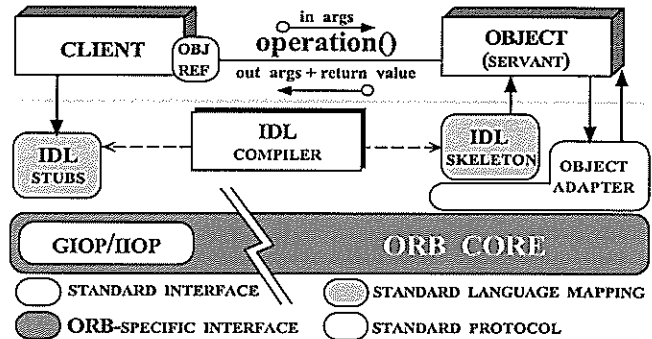 in args
CLIENT
OBJ
REF
operation()
OBJECT
(SERVANT)
out args + return value
IDL
STUBS
IDL
COMPILER
IDL
SKELETON
OBJECT
ADAPTER
GIOP/IIOP
ORB CORE
STANDARD INTERFACE
STANDARD LANGUAGE MAPPING
ORB-SPECIFIC INTERFACE
STANDARD PROTOCOL